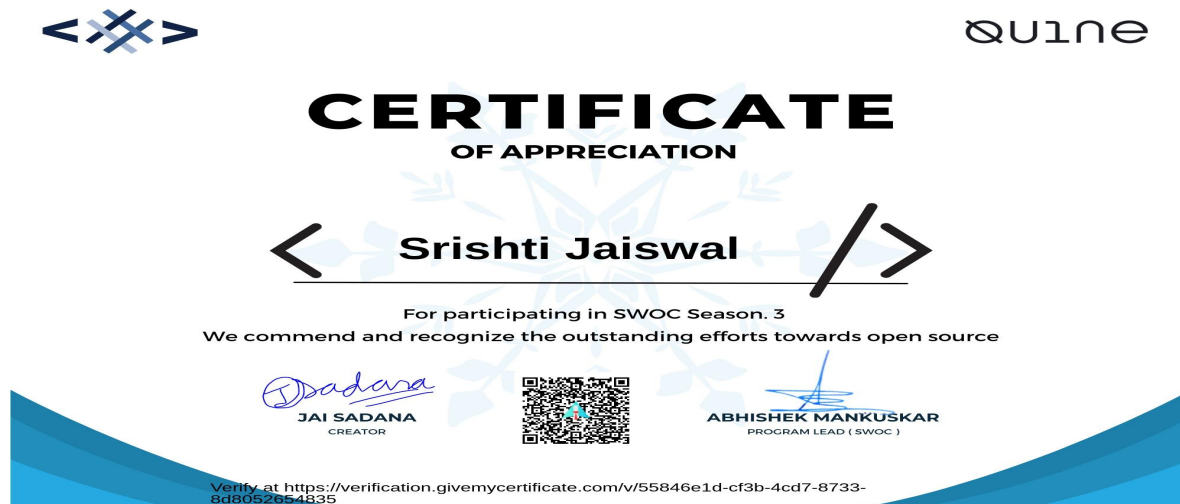 QUINE
CERTIFICATE
OF APPRECIATION
< Srishti Jaiswal />
For participating in SWOC Season. 3
We commend and recognize the outstanding efforts towards open source
JSadana
JAI SADANA
CREATOR
ABHISHEK MANKUSKAR
PROGRAM LEAD ( SWOC )
Verify at https://verification.givemycertificate.com/v/55846e1d-cf3b-4cd7-8733-
8d8052654835